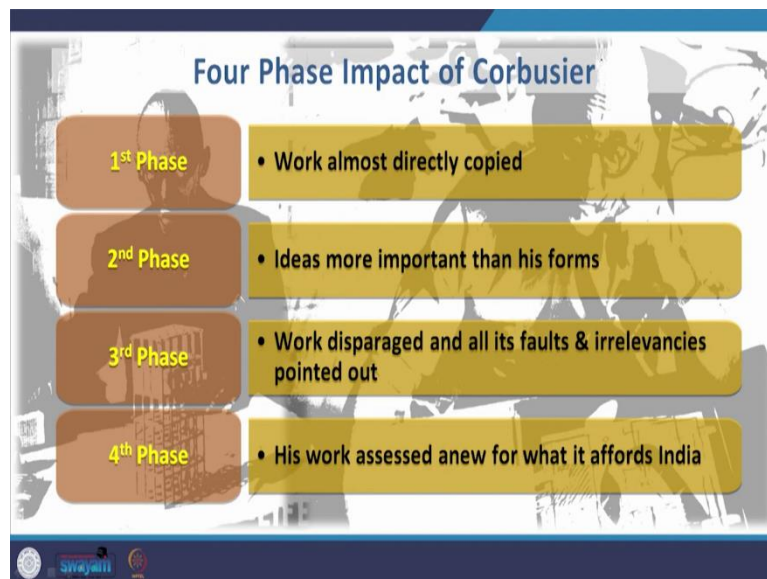 Four Phase Impact of Corbusier
1st Phase
• Work almost directly copied
2nd Phase
• Ideas more important than his forms
3rd Phase
• Work disparaged and all its faults & irrelevancies
pointed out
4th Phase
• His work assessed anew for what it affords India
swayam